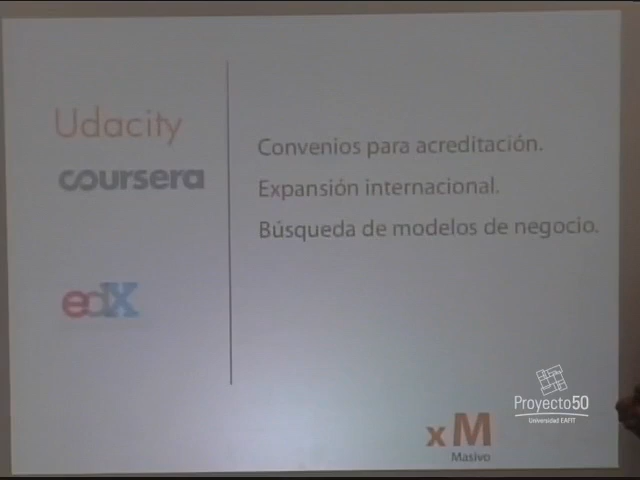 Udacity
coursera
edX
Convenios para acreditación.
Expansión internacional.
Búsqueda de modelos de negocio.
Proyecto50
Universidad EAFIT
xM
Masivo